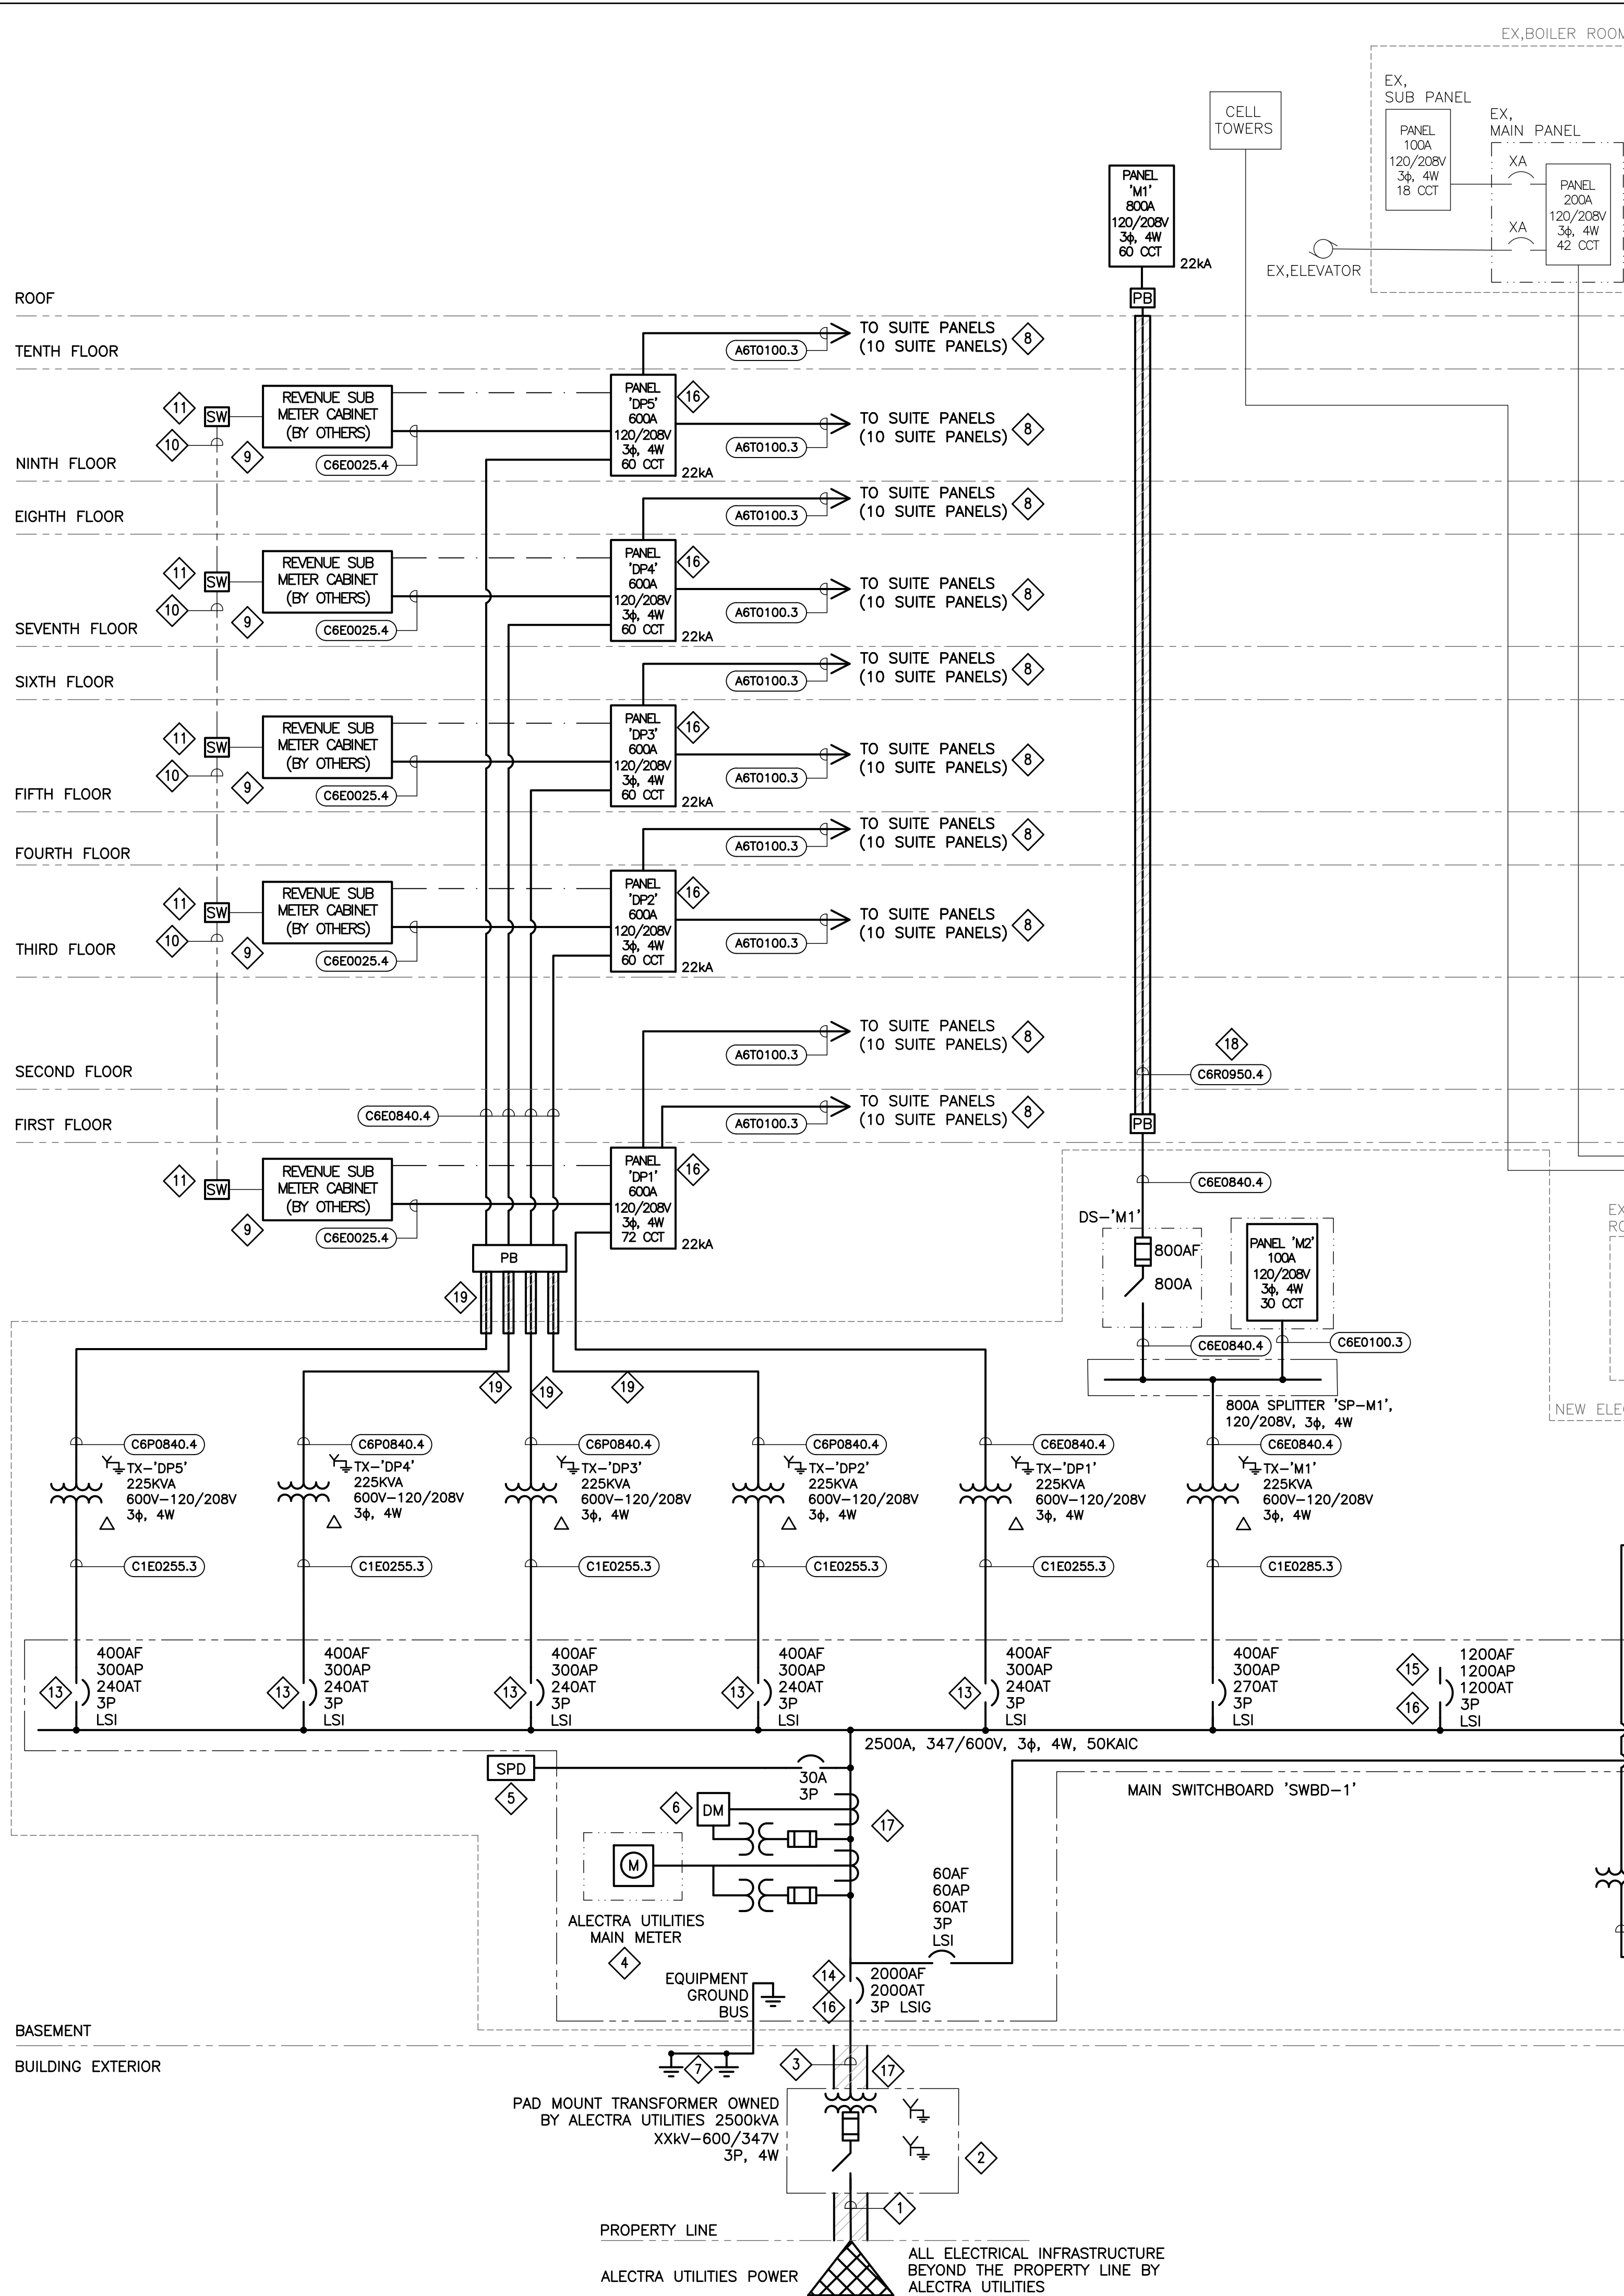 EX,BOILER ROOM
EX,
SUB PANEL
PANEL
100A
120/208V
3ϕ, 4W
18 CCT
EX,
MAIN PANEL
XA
XA
PANEL
200A
120/208V
3ϕ, 4W
42 CCT
CELL
TOWERS
EX,ELEVATOR
PANEL
'M1'
800A
120/208V
3ϕ, 4W
60 CCT
22kA
PB
ROOF
TO SUITE PANELS
(10 SUITE PANELS)
8
A6T0100.3
TENTH FLOOR
11
SW
10
9
REVENUE SUB
METER CABINET
(BY OTHERS)
C6E0025.4
PANEL
'DP5'
600A
120/208V
3ϕ, 4W
60 CCT
22kA
16
TO SUITE PANELS
(10 SUITE PANELS)
8
A6T0100.3
NINTH FLOOR
TO SUITE PANELS
(10 SUITE PANELS)
8
A6T0100.3
EIGHTH FLOOR
11
SW
10
9
REVENUE SUB
METER CABINET
(BY OTHERS)
C6E0025.4
PANEL
'DP4'
600A
120/208V
3ϕ, 4W
60 CCT
22kA
16
TO SUITE PANELS
(10 SUITE PANELS)
8
A6T0100.3
SEVENTH FLOOR
TO SUITE PANELS
(10 SUITE PANELS)
8
A6T0100.3
SIXTH FLOOR
11
SW
10
9
REVENUE SUB
METER CABINET
(BY OTHERS)
C6E0025.4
PANEL
'DP3'
600A
120/208V
3ϕ, 4W
60 CCT
22kA
16
TO SUITE PANELS
(10 SUITE PANELS)
8
A6T0100.3
FIFTH FLOOR
TO SUITE PANELS
(10 SUITE PANELS)
8
A6T0100.3
FOURTH FLOOR
11
SW
10
9
REVENUE SUB
METER CABINET
(BY OTHERS)
C6E0025.4
PANEL
'DP2'
600A
120/208V
3ϕ, 4W
60 CCT
22kA
16
TO SUITE PANELS
(10 SUITE PANELS)
8
A6T0100.3
THIRD FLOOR
TO SUITE PANELS
(10 SUITE PANELS)
8
A6T0100.3
18
C6R0950.4
SECOND FLOOR
C6E0840.4
TO SUITE PANELS
(10 SUITE PANELS)
8
A6T0100.3
PB
FIRST FLOOR
11
SW
9
REVENUE SUB
METER CABINET
(BY OTHERS)
C6E0025.4
PANEL
'DP1'
600A
120/208V
3ϕ, 4W
72 CCT
22kA
16
PB
19
C6E0840.4
DS-'M1'
800AF
800A
PANEL 'M2'
100A
120/208V
3ϕ, 4W
30 CCT
C6E0840.4
C6E0100.3
800A SPLITTER 'SP-M1',
120/208V, 3ϕ, 4W
19
19
19
C6P0840.4
TX-'DP5'
225KVA
600V-120/208V
3ϕ, 4W
C1E0255.3
C6P0840.4
TX-'DP4'
225KVA
600V-120/208V
3ϕ, 4W
C1E0255.3
C6P0840.4
TX-'DP3'
225KVA
600V-120/208V
3ϕ, 4W
C1E0255.3
C6P0840.4
TX-'DP2'
225KVA
600V-120/208V
3ϕ, 4W
C1E0255.3
C6E0840.4
TX-'DP1'
225KVA
600V-120/208V
3ϕ, 4W
C1E0255.3
C6E0840.4
TX-'M1'
225KVA
600V-120/208V
3ϕ, 4W
C1E0285.3
13
400AF
300AP
240AT
3P
LSI
13
400AF
300AP
240AT
3P
LSI
13
400AF
300AP
240AT
3P
LSI
13
400AF
300AP
240AT
3P
LSI
13
400AF
300AP
240AT
3P
LSI
400AF
300AP
270AT
3P
LSI
15
16
1200AF
1200AP
1200AT
3P
LSI
2500A, 347/600V, 3ϕ, 4W, 50KAIC
SPD
5
30A
3P
MAIN SWITCHBOARD 'SWBD-1'
6
DM
17
M
ALECTRA UTILITIES
MAIN METER
4
60AF
60AP
60AT
3P
LSI
EQUIPMENT
GROUND
BUS
14
16
2000AF
2000AT
3P LSIG
BASEMENT
BUILDING EXTERIOR
7
3
17
PAD MOUNT TRANSFORMER OWNED
BY ALECTRA UTILITIES 2500kVA
XXkV-600/347V
3P, 4W
2
1
PROPERTY LINE
ALECTRA UTILITIES POWER
ALL ELECTRICAL INFRASTRUCTURE
BEYOND THE PROPERTY LINE BY
ALECTRA UTILITIES